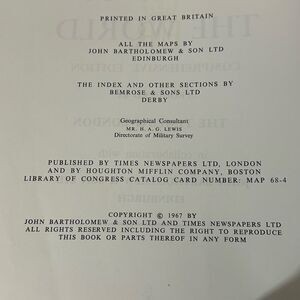 PRINTED IN GREAT BRITAIN
ALL THE MAPS BY
JOHN BARTHOLOMEW & SON LTD
EDINBURGH
THE INDEX AND OTHER SECTIONS BY
BEMROSE & SONS LTD
DERBY
Geographical Consultant
MR. H. A. G. LEWIS
Directorate of Military Survey
PUBLISHED BY TIMES NEWSPAPERS LTD, LONDON
AND BY HOUGHTON MIFFLIN COMPANY, BOSTON
LIBRARY OF CONGRESS CATALOG CARD NUMBER: MAP 68-4
COPYRIGHT © 1967 BY
JOHN BARTHOLOMEW & SON LTD AND TIMES NEWSPAPERS LTD
ALL RIGHTS RESERVED INCLUDING THE RIGHT TO REPRODUCE
THIS BOOK OR PARTS THEREOF IN ANY FORM